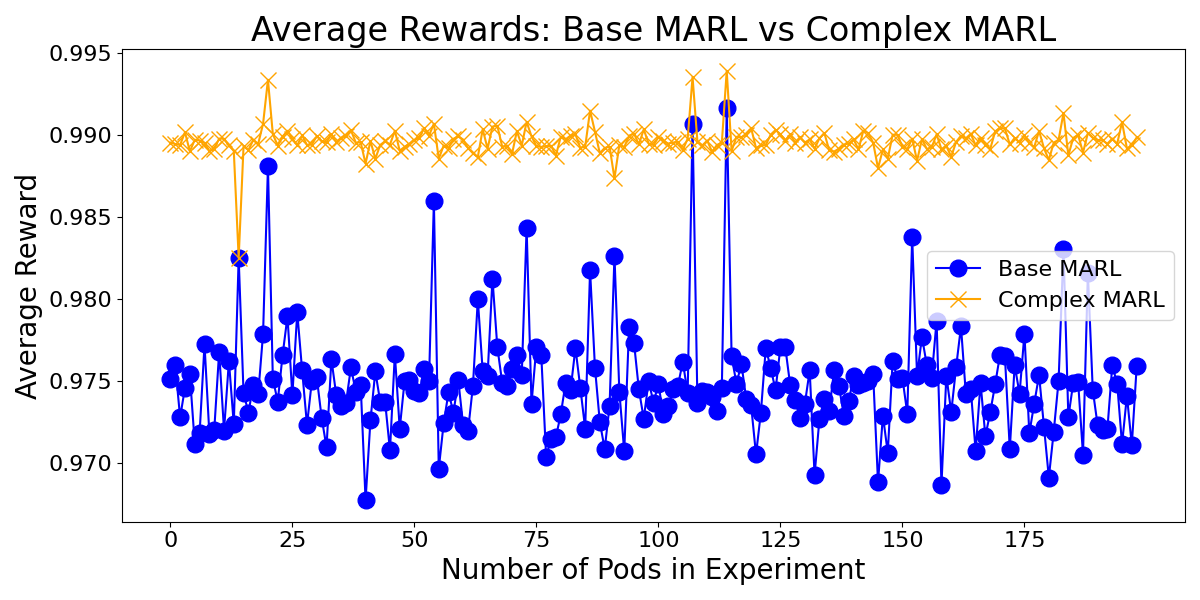 Average Rewards: Base MARL vs Complex MARL
0.995
0.990
0.985
0.980
0.975
0.970
Average Reward
Base MARL
Complex MARL
0 25 50 75 100 125 150 175
Number of Pods in Experiment